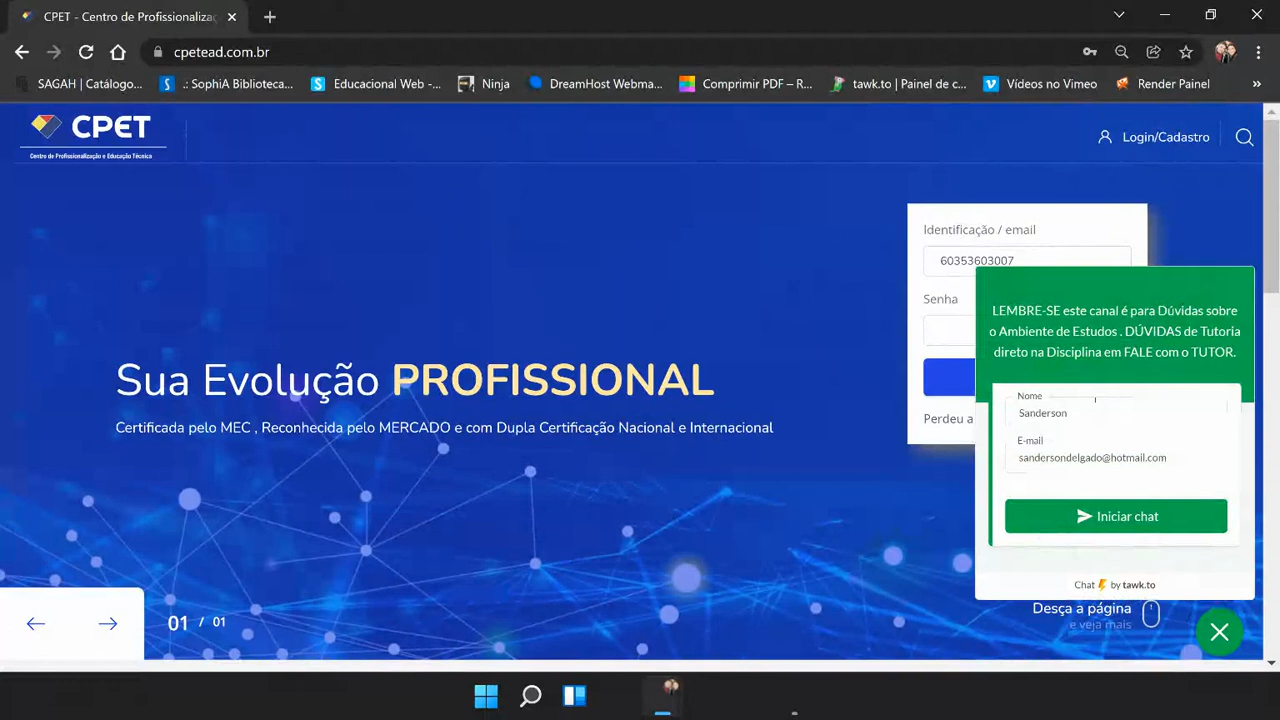 CPET - Centro de Profissionalizaç
cpetead.com.br
SAGAH | Catálogo...
.: SophiA Biblioteca...
Educacional Web -...
Ninja
DreamHost Webma...
Comprimir PDF – R...
tawk.to | Painel de c...
Vídeos no Vimeo
Render Painel
»
CPET
Centro de Profissionalização e Educação Técnica
Login/Cadastro
Identificação / email
60353603007
Senha
Perdeu a
LEMBRE-SE este canal é para Dúvidas sobre
o Ambiente de Estudos . DÚVIDAS de Tutoria
direto na Disciplina em FALE com o TUTOR.
Nome
Sanderson
E-mail
sandersondelgado@hotmail.com
Iniciar chat
Chat by tawk.to
Sua Evolução PROFISSIONAL
Certificada pelo MEC , Reconhecida pelo MERCADO e com Dupla Certificação Nacional e Internacional
01 / 01
Desça a página
e veja mais